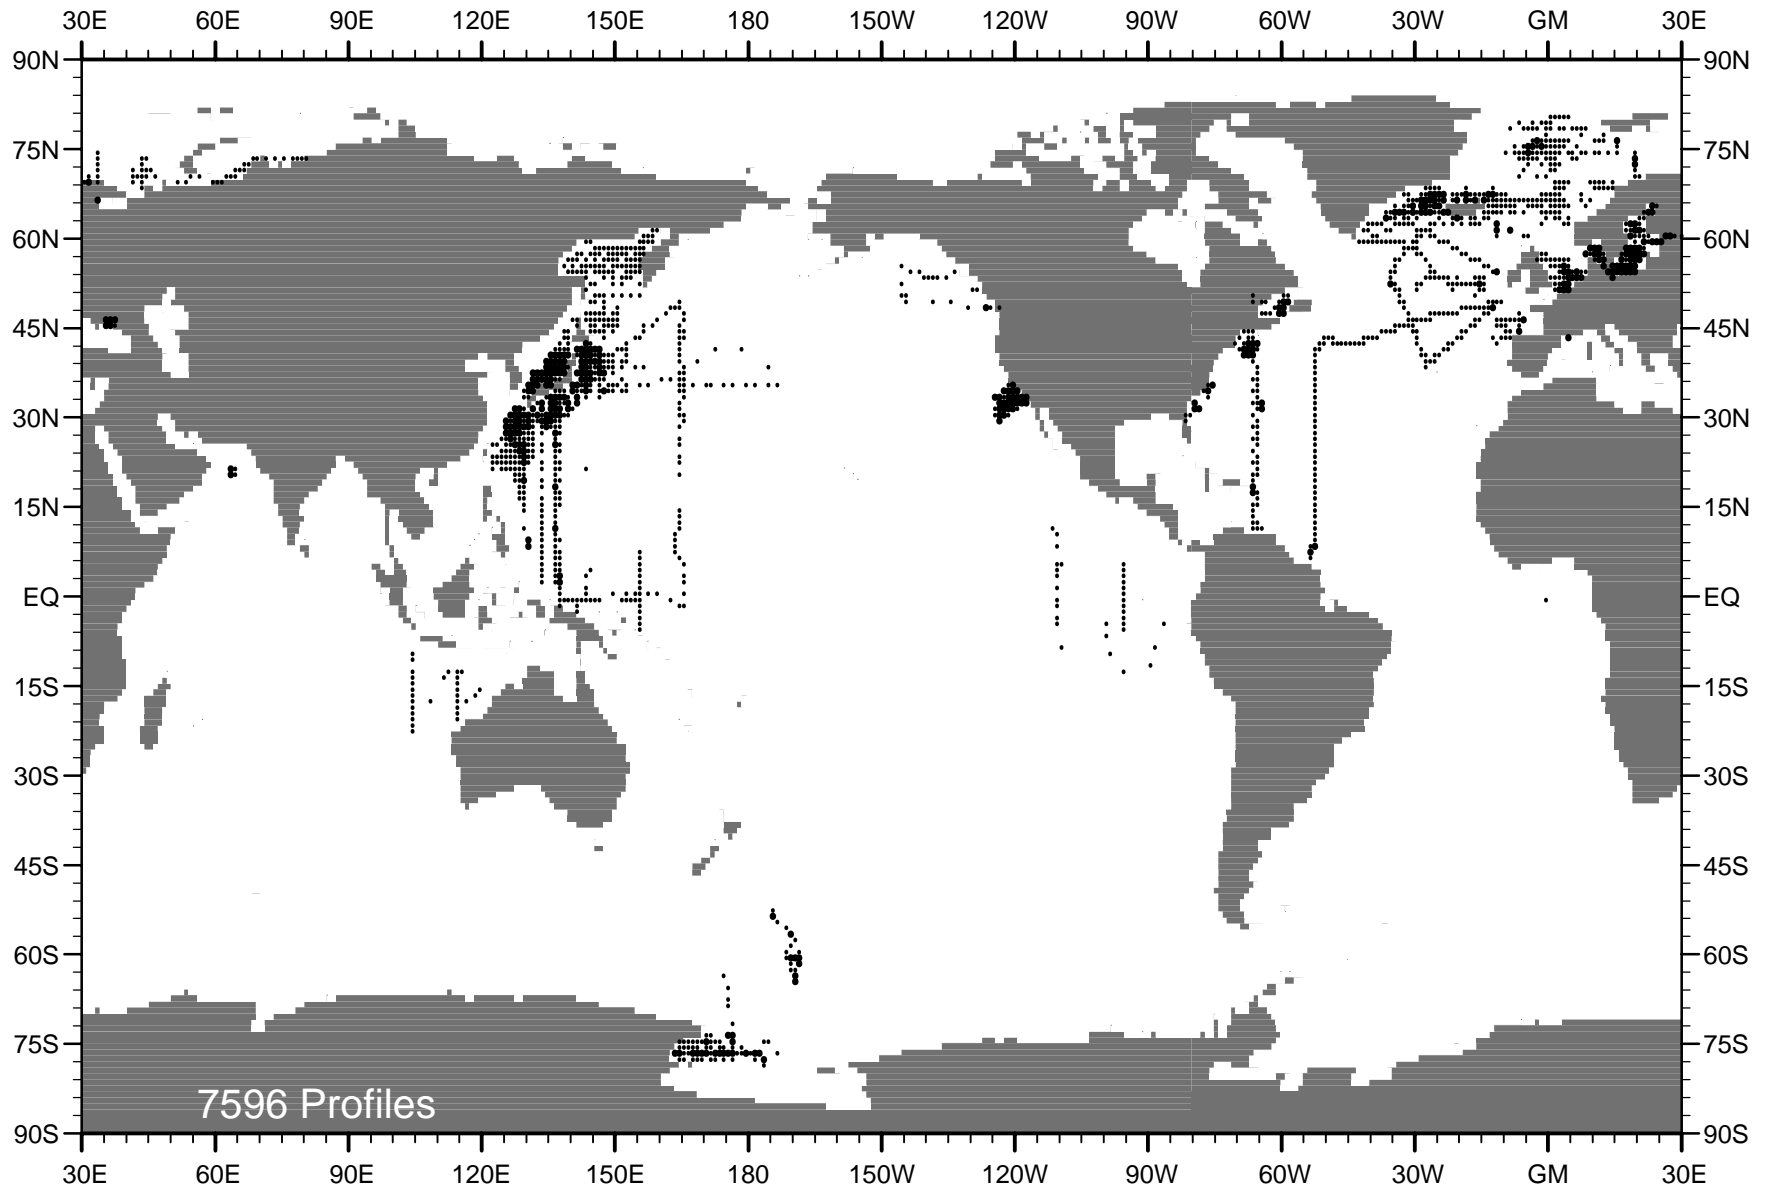 30E 60E 90E 120E 150E 180 150W 120W 90W 60W 30W GM 30E
90N 90N
75N 75N
60N 60N
45N 45N
30N 30N
15N 15N
EQ EQ
15S 15S
30S 30S
45S 45S
60S 60S
75S 75S
7596 Profiles
90S 90S
30E 60E 90E 120E 150E 180 150W 120W 90W 60W 30W GM 30E